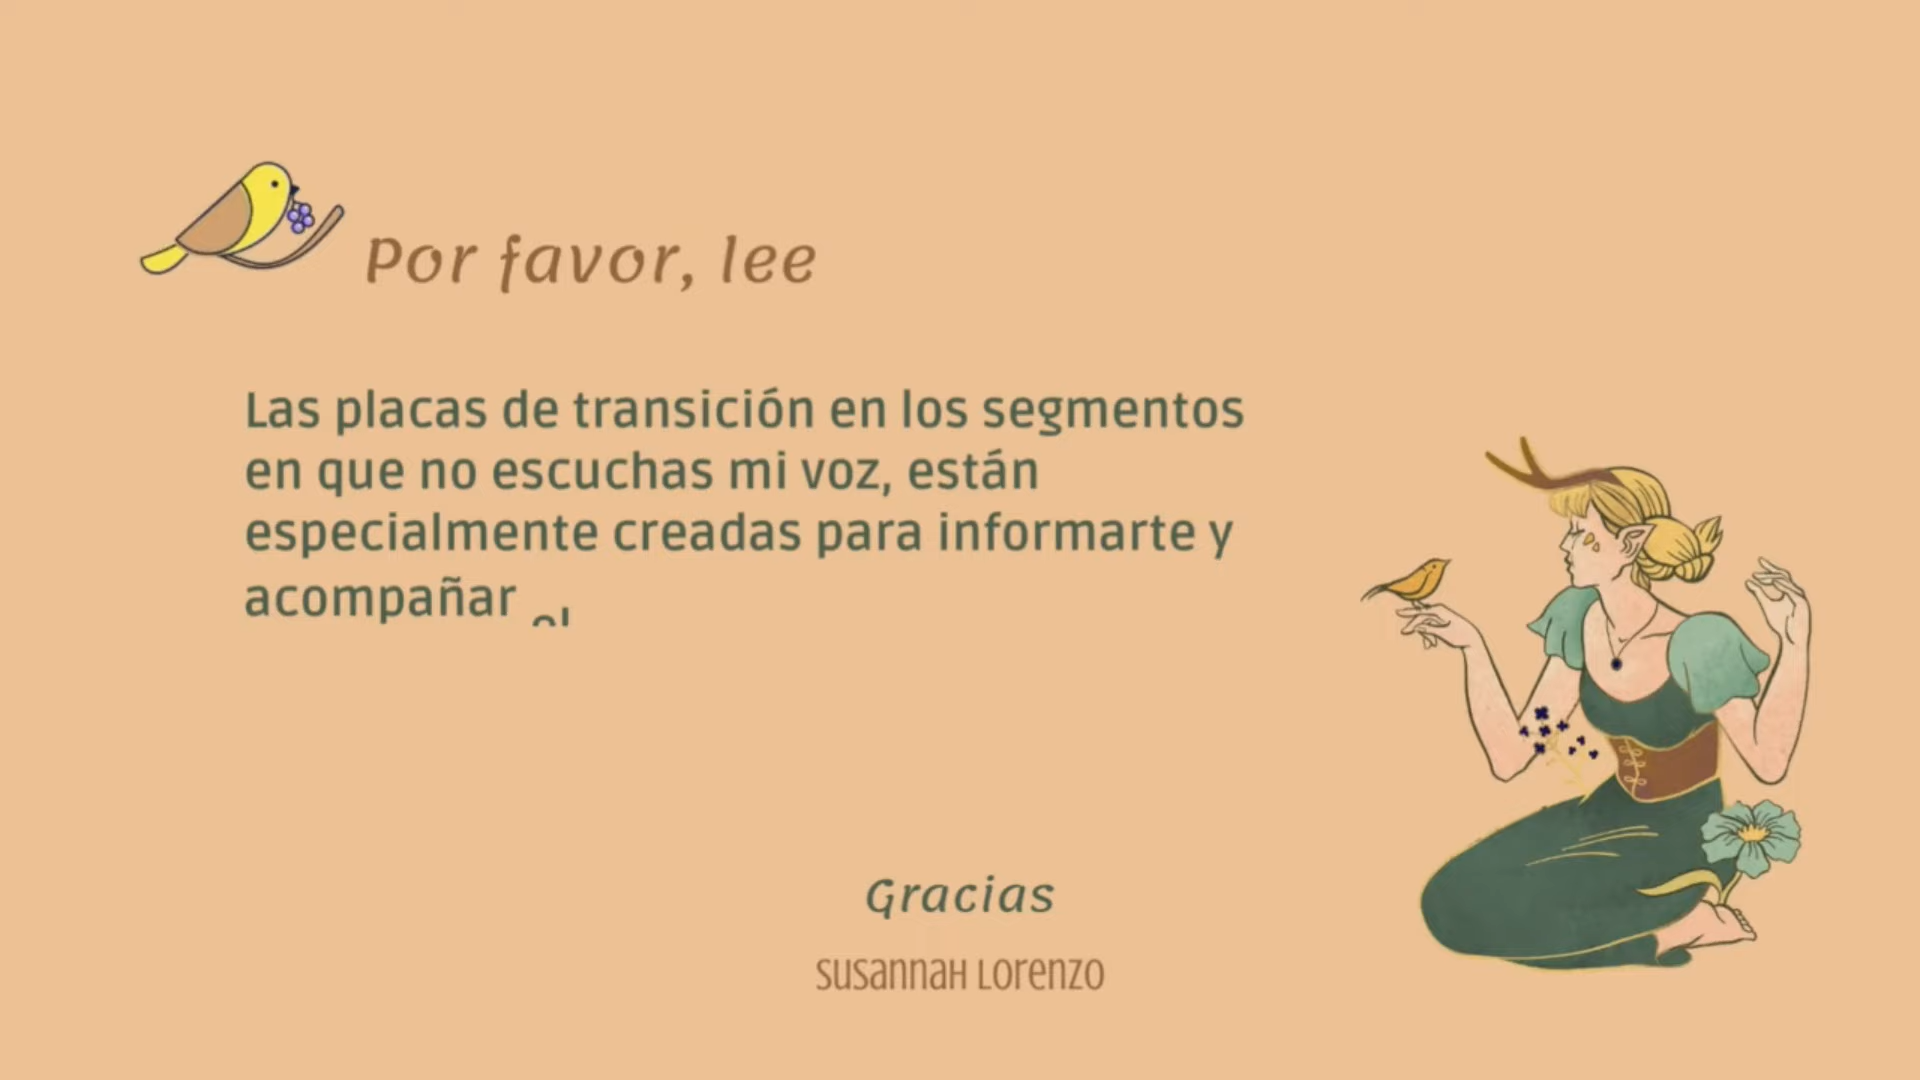 Por favor, lee
Las placas de transición en los segmentos
en que no escuchas mi voz, están
especialmente creadas para informarte y
acompañar
Gracias
susannaH Lorenzo